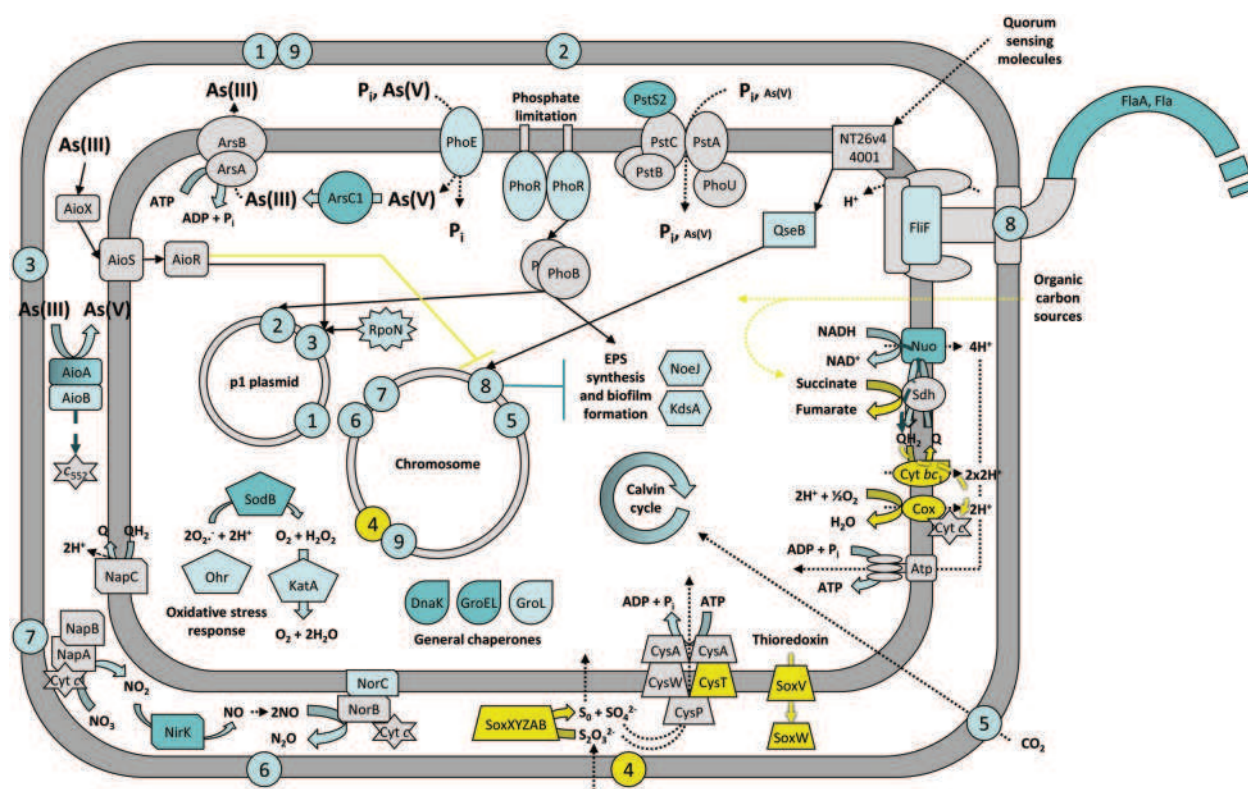 1
9
2
Quorum
sensing
molecules
As(III)
Pi, As(V)
Phosphate
limitation
PstS2
Pi, As(V)
FlaA, Fla
As(III)
ArsB
ArsA
PhoE
PstC
PstA
NT26v4
4001
PstB
PhoU
PhoR
PhoR
ATP
As(III)
ArsC1
As(V)
ADP + Pi
AioX
H+
FliF
8
Pi
Pi, As(V)
QseB
3
AioS
AioR
PhoB
Organic
carbon
sources
As(III)
As(V)
2
3
RpoN
NADH
NAD+
Nuo
4H+
AioA
AioB
p1 plasmid
1
EPS
synthesis
and biofilm
formation
NoeJ
KdsA
8
7
6
5
Succinate
Fumarate
Sdh
QH2
Q
c552
Chromosome
Cyt bc1
2x2H+
SodB
Calvin
cycle
2H+ + ½O2
H2O
Cox
2H+
Cyt c
4
9
2O2.- + 2H+
O2 + H2O2
Q
QH2
2H+
NapC
Ohr
KatA
ADP + Pi
ATP
Atp
Oxidative stress
response
O2 + 2H2O
DnaK
GroEL
GroL
General chaperones
ADP + Pi
ATP
Thioredoxin
7
NapB
NapA
Cyt c
NO2
NO3
CysA
CysA
CysW
CysT
CysP
SoxV
SoxW
NorC
NorB
Cyt c
NirK
NO
2NO
N2O
SoxXYZAB
S0 + SO42-
S2O32-
5
CO2
6
4